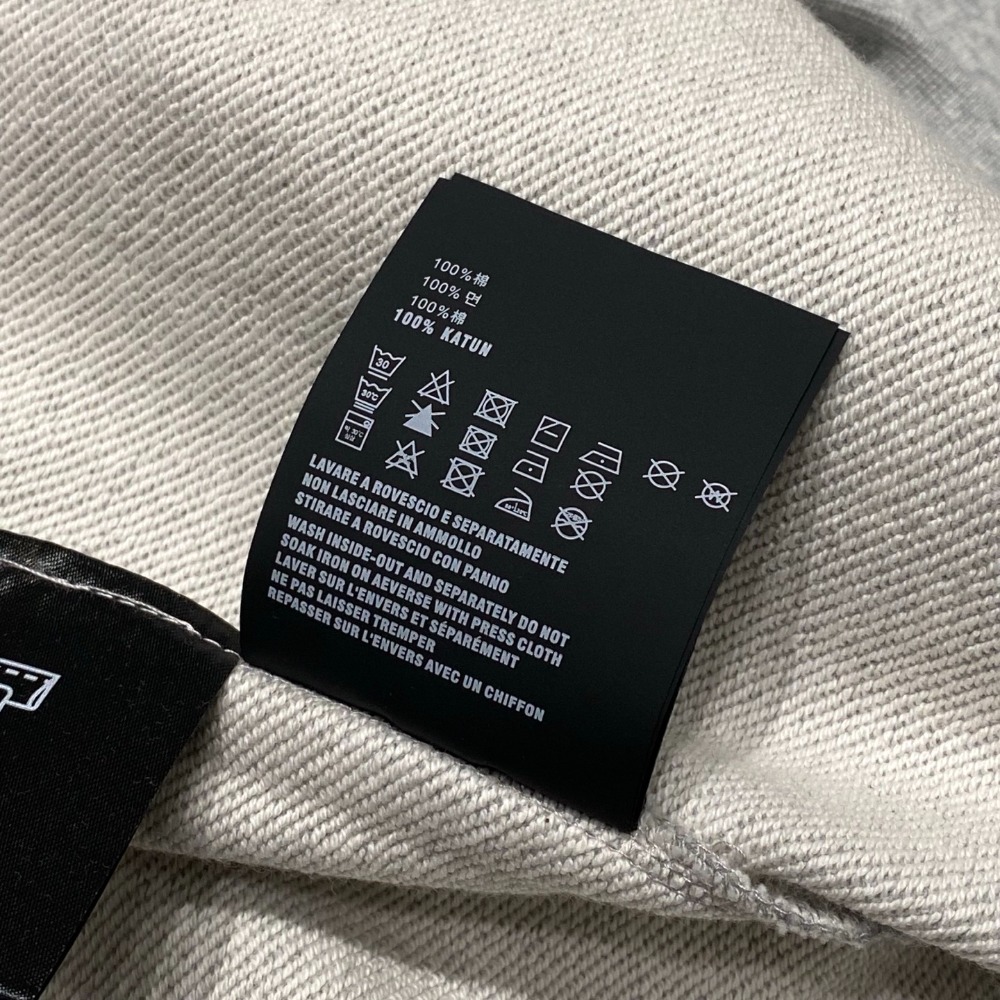 100%棉
100% 면
100%棉
100% KATUN
30
30℃
LAVARE A ROVESCIO E SEPARATAMENTE
NON LASCIARE IN AMMOLLO
STIRARE A ROVESCIO CON PANNO
WASH INSIDE-OUT AND SEPARATELY DO NOT
SOAK IRON ON AEVERSE WITH PRESS CLOTH
LAVER SUR L'ENVERS ET SÉPARÉMENT
NE PAS LAISSER TREMPER
REPASSER SUR L'ENVERS AVEC UN CHIFFON